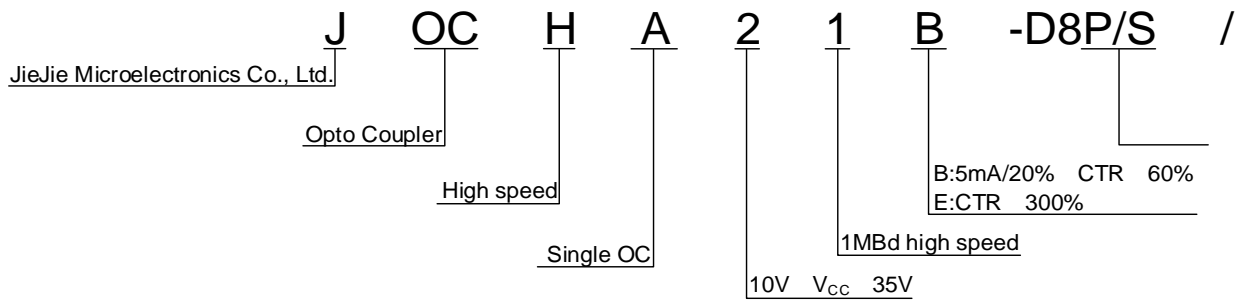 J OC H A 2 1 B -D8P/S /
JieJie Microelectronics Co., Ltd.
Opto Coupler
B:5mA/20% CTR 60%
High speed
E:CTR 300%
Single OC
1MBd high speed
10V VCC 35V